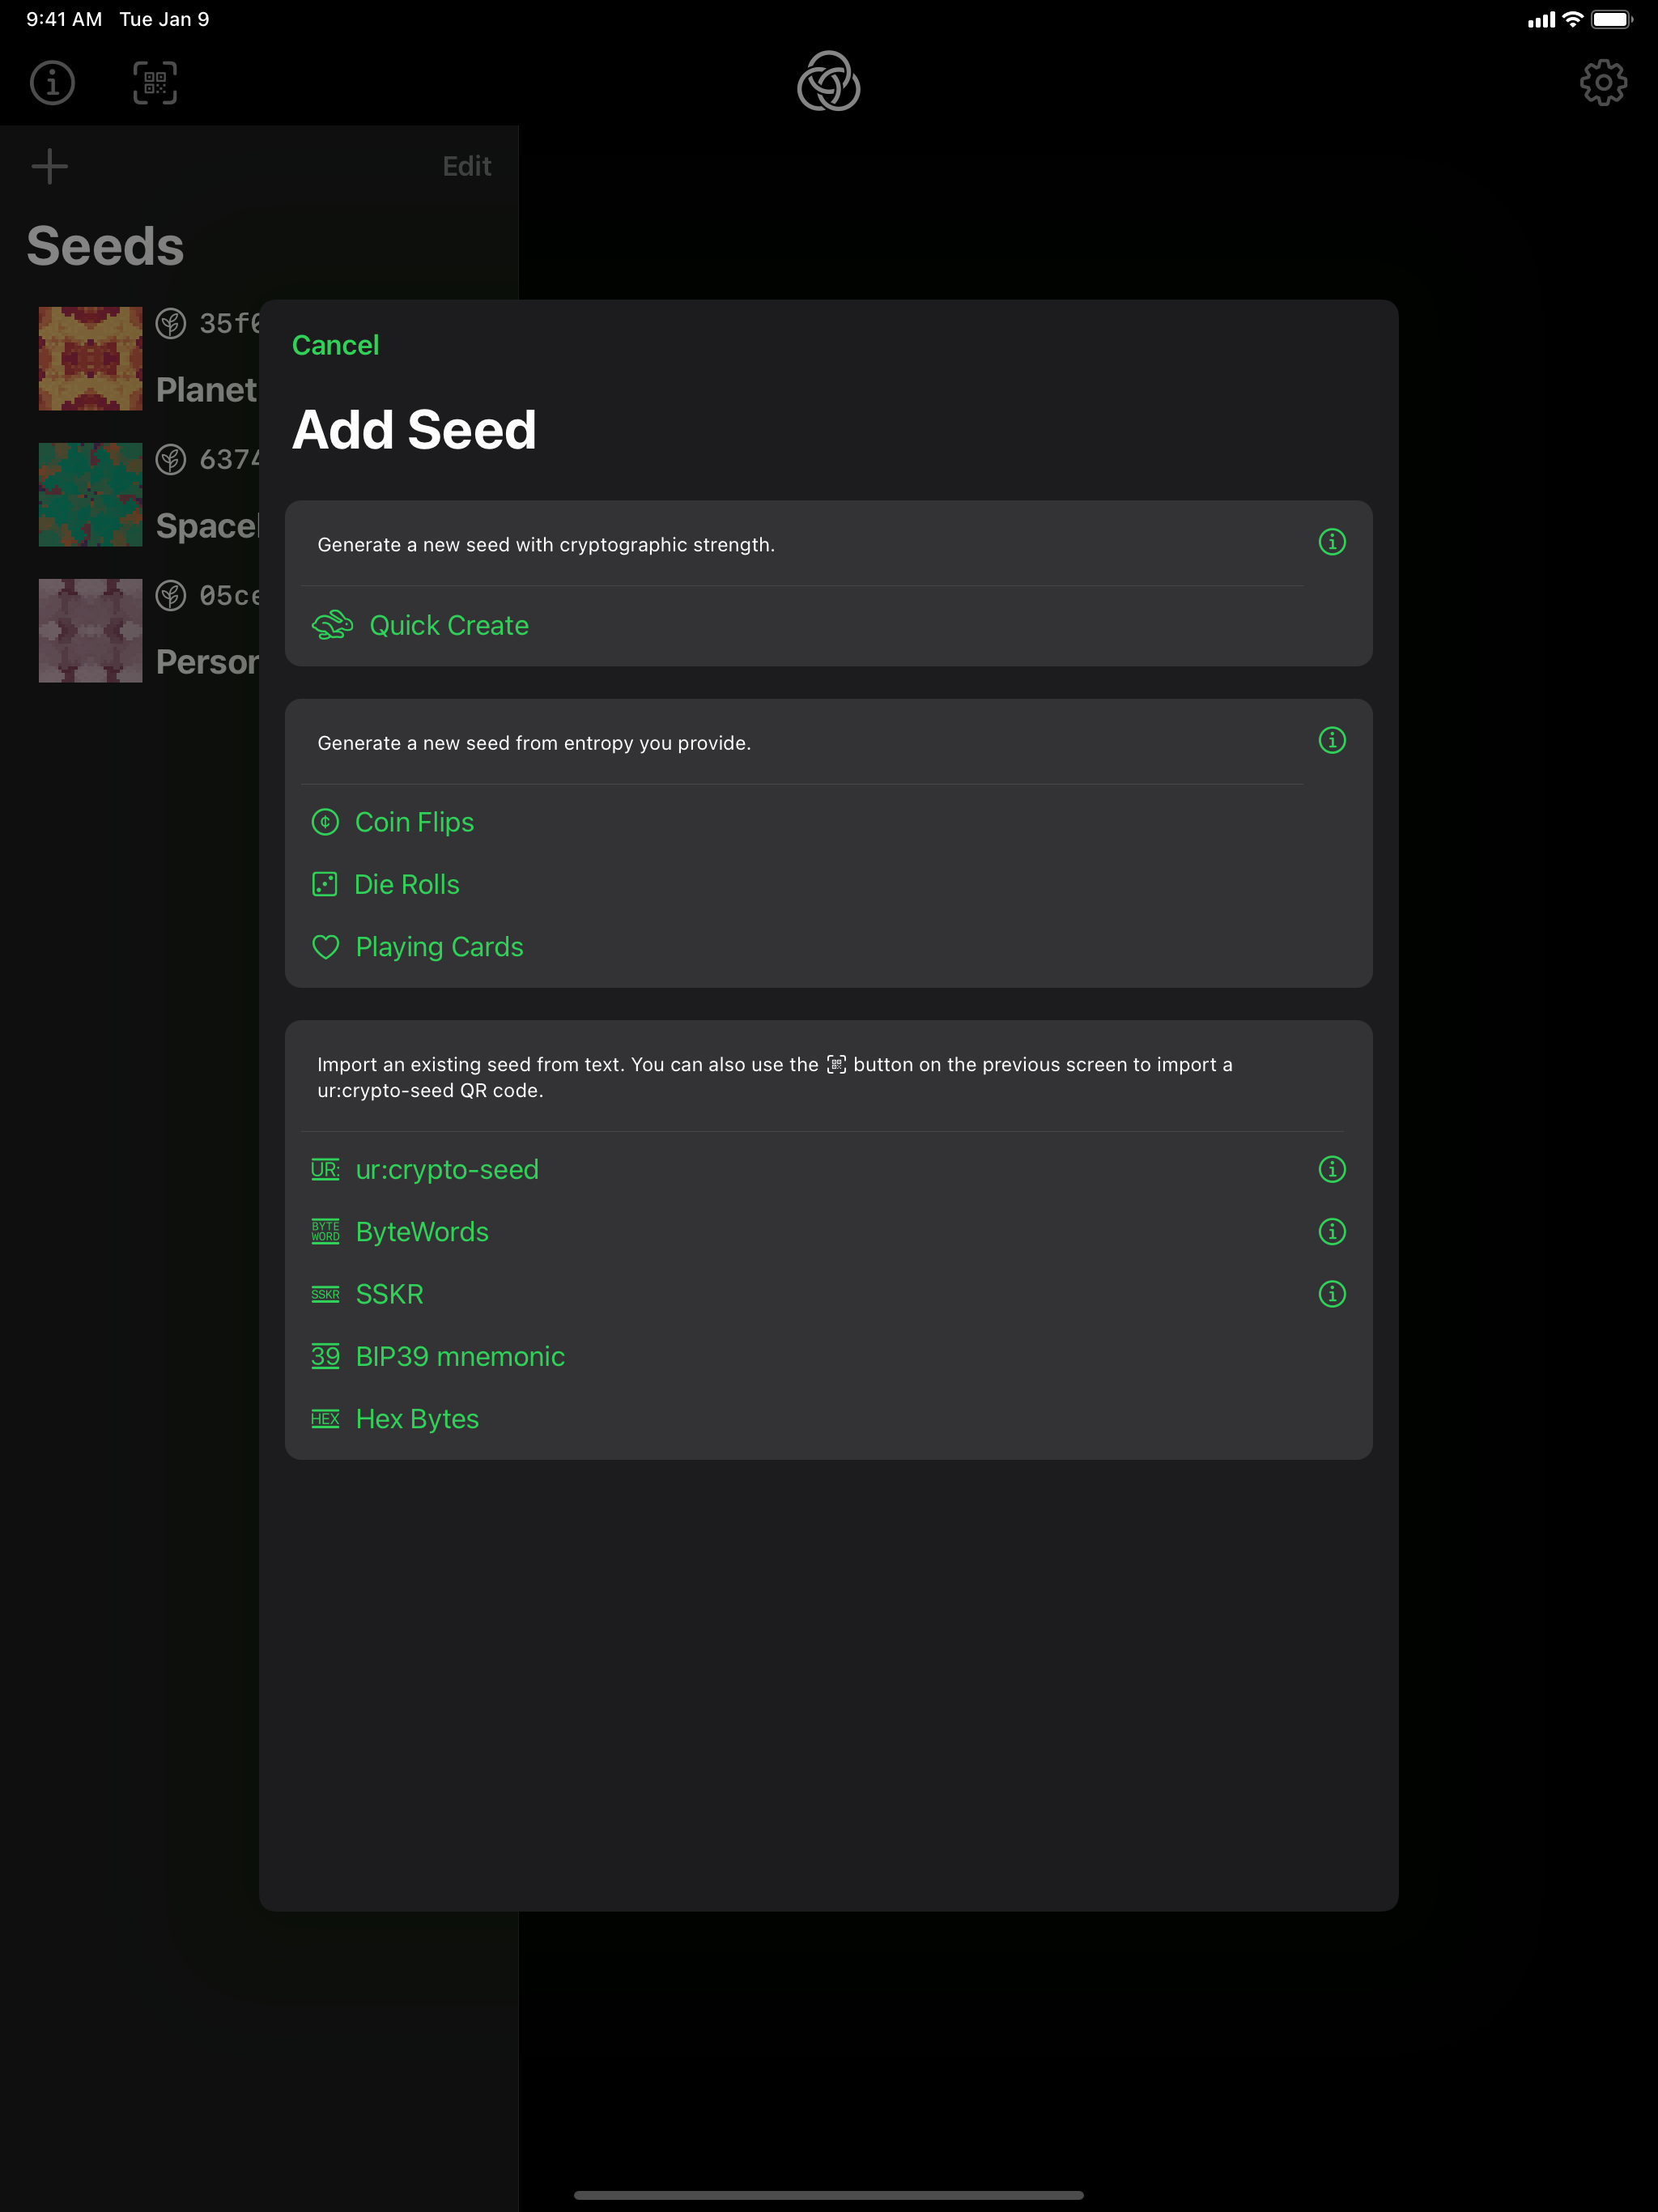 9:41 AM Tue Jan 9
Edit
Seeds
35f
Planet
6374
Space
05ce
Person
Cancel
Add Seed
Generate a new seed with cryptographic strength.
Quick Create
Generate a new seed from entropy you provide.
¢ Coin Flips
Die Rolls
Playing Cards
Import an existing seed from text. You can also use the button on the previous screen to import a
ur:crypto-seed QR code.
UR: ur:crypto-seed
BYTE
WORD ByteWords
SSKR SSKR
39 BIP39 mnemonic
HEX Hex Bytes